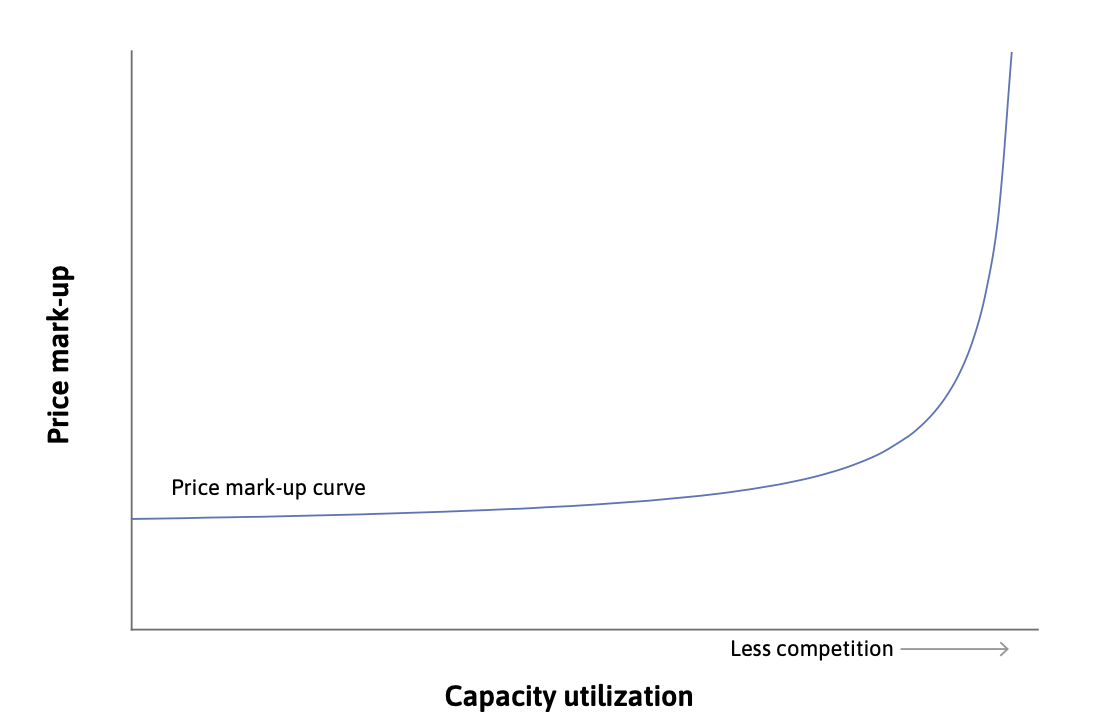 Price mark-up
Price mark-up curve
Less competition
Capacity utilization